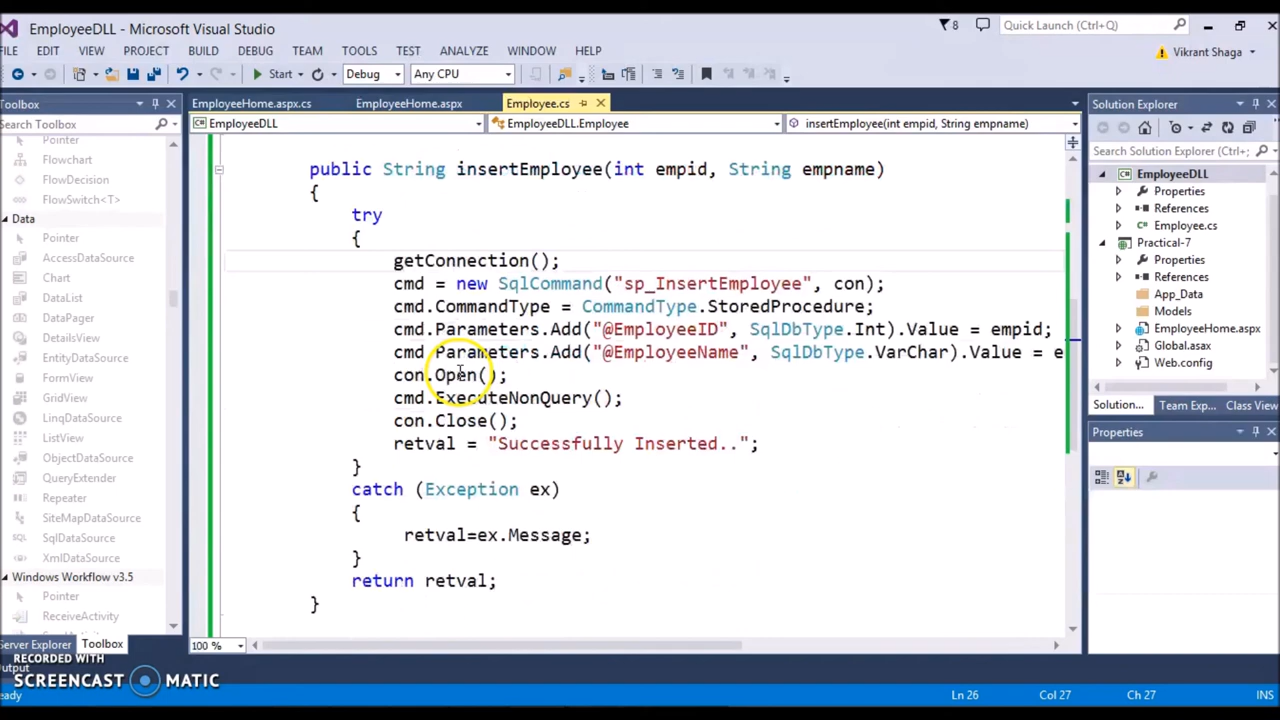 EmployeeDLL - Microsoft Visual Studio
8
Quick Launch (Ctrl+Q)
FILE EDIT VIEW PROJECT BUILD DEBUG TEAM TOOLS TEST ANALYZE WINDOW HELP
Vikrant Shaga
Start Debug Any CPU
Toolbox
Search Toolbox
Pointer
Flowchart
FlowDecision
FlowSwitch<T>
Data
Pointer
AccessDataSource
Chart
DataList
DataPager
DetailsView
EntityDataSource
FormView
GridView
LinqDataSource
ListView
ObjectDataSource
QueryExtender
Repeater
SiteMapDataSource
SqlDataSource
XmlDataSource
Windows Workflow v3.5
Pointer
ReceiveActivity
Server Explorer Toolbox
EmployeeHome.aspx.cs EmployeeHome.aspx Employee.cs
EmployeeDLL EmployeeDLL.Employee insertEmployee(int empid, String empname)
public String insertEmployee(int empid, String empname)
{
try
{
getConnection();
cmd = new SqlCommand("sp_InsertEmployee", con);
cmd.CommandType = CommandType.StoredProcedure;
cmd.Parameters.Add("@EmployeeID", SqlDbType.Int).Value = empid;
cmd.Parameters.Add("@EmployeeName", SqlDbType.VarChar).Value = e
con.Open();
cmd.ExecuteNonQuery();
con.Close();
retval = "Successfully Inserted..";
}
catch (Exception ex)
{
retval=ex.Message;
}
return retval;
}
100 %
Solution Explorer
Search Solution Explorer (Ctrl+;
EmployeeDLL
Properties
References
Employee.cs
Practical-7
Properties
References
App_Data
Models
EmployeeHome.aspx
Global.asax
Web.config
Solution... Team Exp... Class View
Properties
RECORDED WITH
SCREENCAST MATIC
Ln 26 Col 27 Ch 27 INS